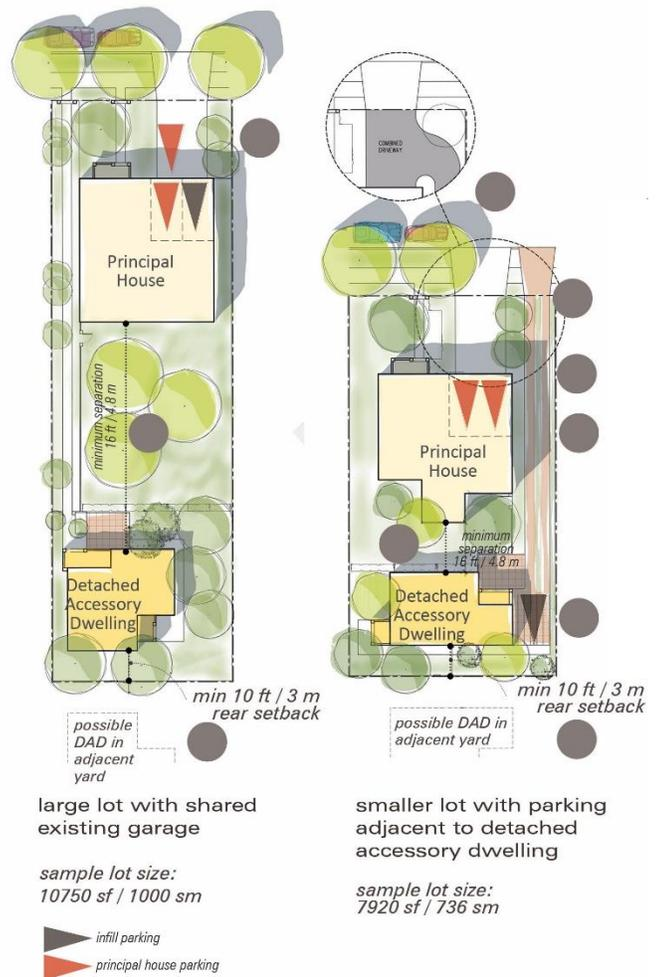 COMBINED
DRIVEWAY
Principal
House
minimum separation
16 ft / 4.8 m
Detached
Accessory
Dwelling
min 10 ft / 3 m
rear setback
possible
DAD in
adjacent
yard
large lot with shared
existing garage
sample lot size:
10750 sf / 1000 sm
infill parking
principal house parking
Principal
House
minimum
separation
16 ft / 4.8 m
Detached
Accessory
Dwelling
min 10 ft / 3 m
rear setback
possible DAD in
adjacent yard
smaller lot with parking
adjacent to detached
accessory dwelling
sample lot size:
7920 sf / 736 sm